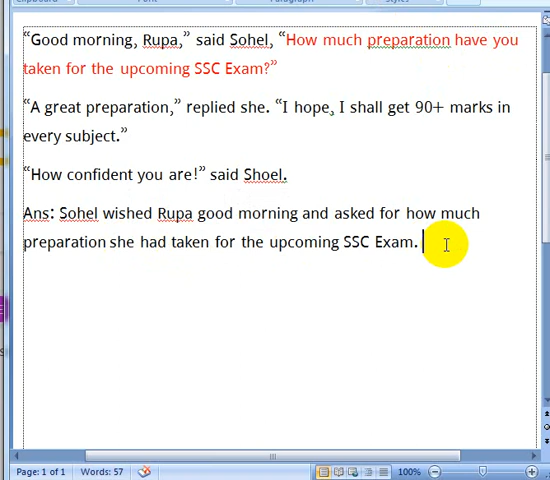 “Good morning, Rupa,” said Sohel, “How much preparation have you
taken for the upcoming SSC Exam?”
“A great preparation,” replied she. “I hope, I shall get 90+ marks in
every subject.”
“How confident you are!” said Shoel.
Ans: Sohel wished Rupa good morning and asked for how much
preparation she had taken for the upcoming SSC Exam.
Page: 1 of 1 Words: 57 100%